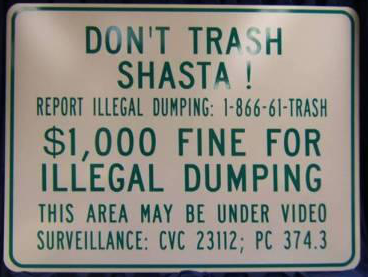 DON'T TRASH
SHASTA !
REPORT ILLEGAL DUMPING: 1-866-61-TRASH
$1,000 FINE FOR
ILLEGAL DUMPING
THIS AREA MAY BE UNDER VIDEO
SURVEILLANCE: CVC 23112; PC 374.3